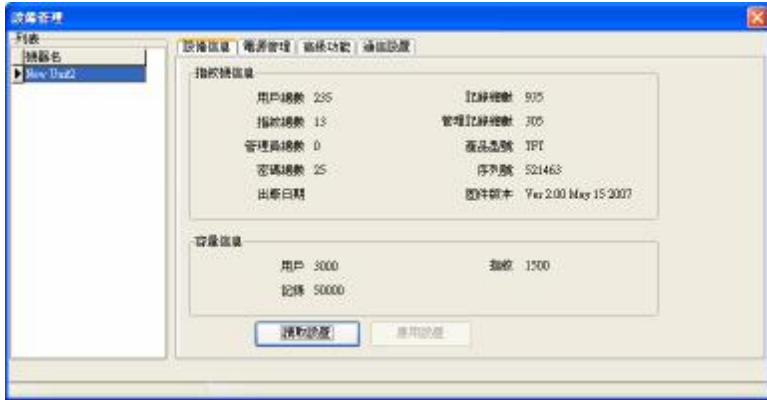 設備管理
列表
機器名
New Unit2
設備信息 電源管理 高級功能 通信設置
指紋機信息
用戶總數 235 記錄總數 935
指紋總數 13 管理記錄總數 305
管理員總數 0 產品型號 TFT
密碼總數 25 序列號 521463
出廠日期 固件版本 Ver 2.00 May 15 2007
容量信息
用戶 3000 指紋 1500
記錄 50000
讀取設置 應用設置